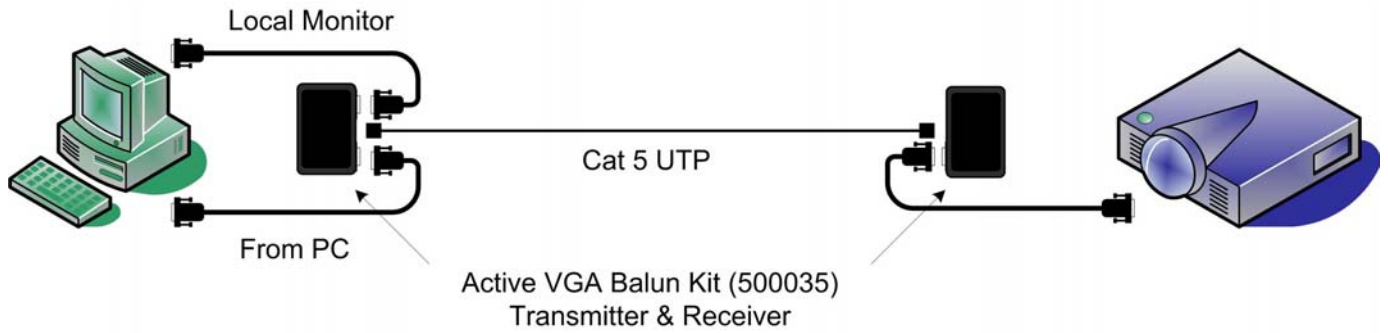 Local Monitor
Cat 5 UTP
From PC
Active VGA Balun Kit (500035)
Transmitter & Receiver